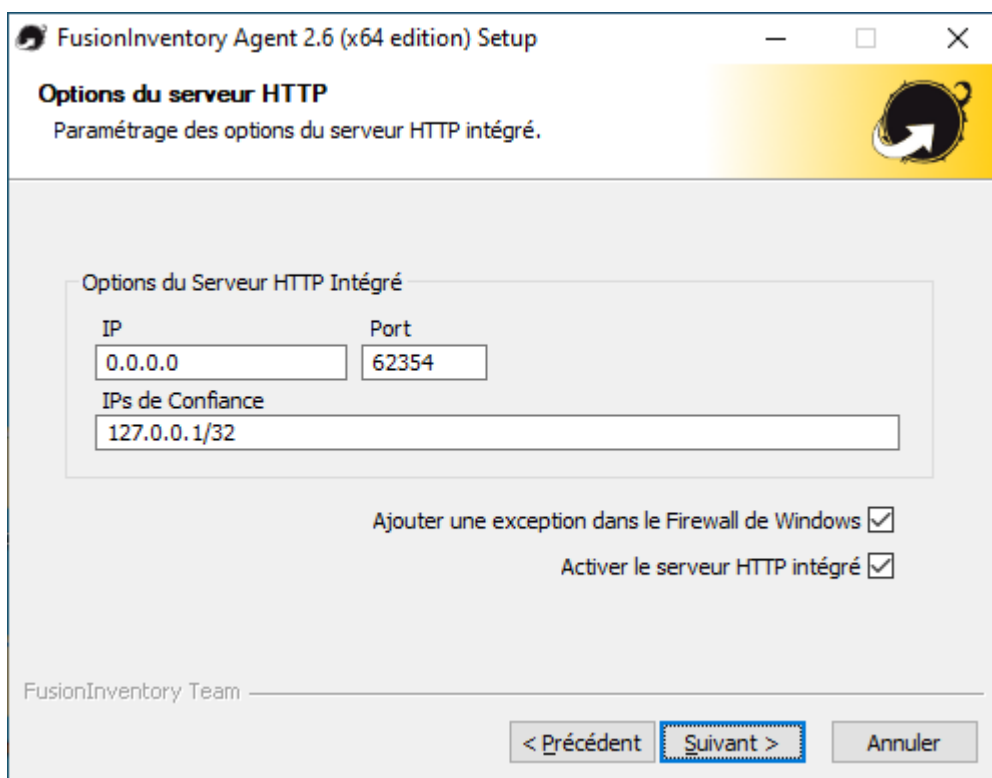 FusionInventory Agent 2.6 (x64 edition) Setup
Options du serveur HTTP
Paramétrage des options du serveur HTTP intégré.
Options du Serveur HTTP Intégré
IP Port
0.0.0.0 62354
IPs de Confiance
127.0.0.1/32
Ajouter une exception dans le Firewall de Windows
Activer le serveur HTTP intégré
FusionInventory Team
< Précédent Suivant > Annuler